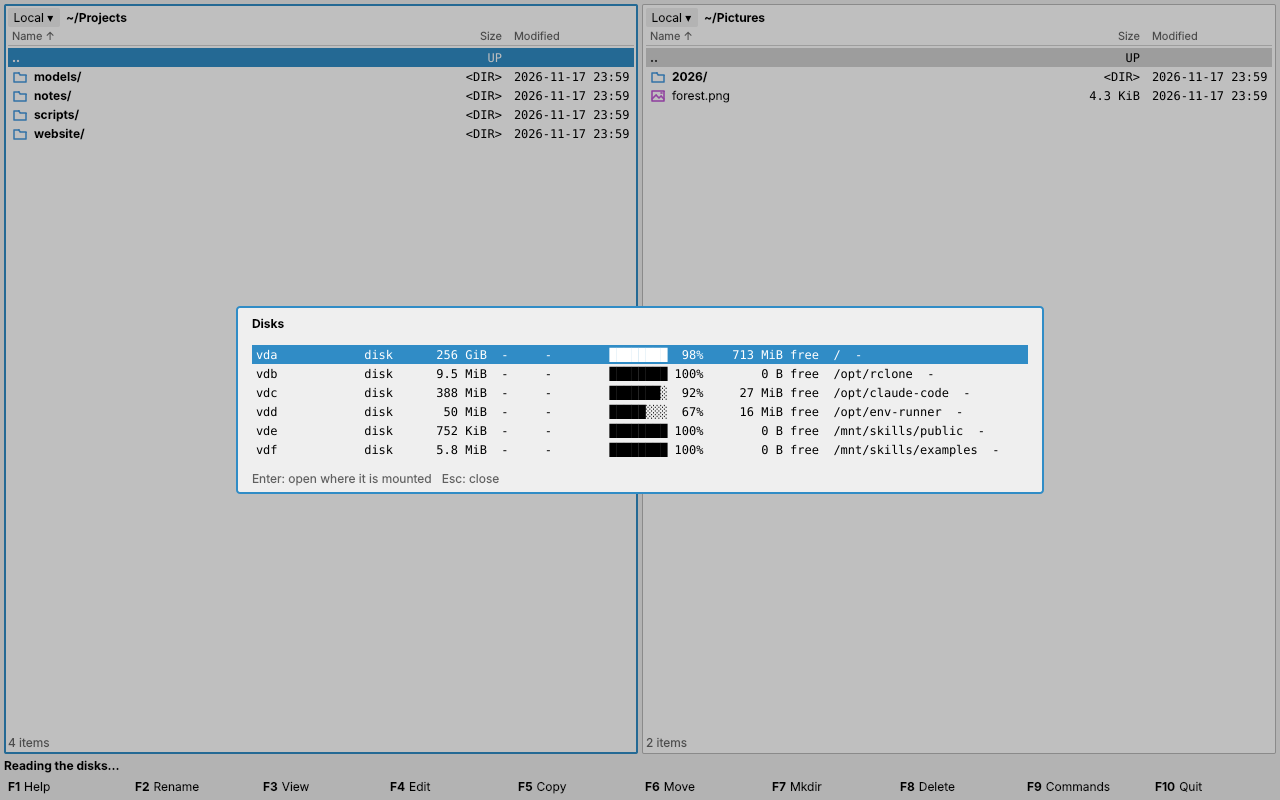 Local ▾ ~/Projects
Name ↑ Size Modified
.. UP
models/ <DIR> 2026-11-17 23:59
notes/ <DIR> 2026-11-17 23:59
scripts/ <DIR> 2026-11-17 23:59
website/ <DIR> 2026-11-17 23:59
4 items
Local ▾ ~/Pictures
Name ↑ Size Modified
.. UP
2026/ <DIR> 2026-11-17 23:59
forest.png 4.3 KiB 2026-11-17 23:59
2 items
Disks
vda disk 256 GiB - - 98% 713 MiB free / -
vdb disk 9.5 MiB - - 100% 0 B free /opt/rclone -
vdc disk 388 MiB - - 92% 27 MiB free /opt/claude-code -
vdd disk 50 MiB - - 67% 16 MiB free /opt/env-runner -
vde disk 752 KiB - - 100% 0 B free /mnt/skills/public -
vdf disk 5.8 MiB - - 100% 0 B free /mnt/skills/examples -
Enter: open where it is mounted Esc: close
Reading the disks...
F1 Help F2 Rename F3 View F4 Edit F5 Copy F6 Move F7 Mkdir F8 Delete F9 Commands F10 Quit